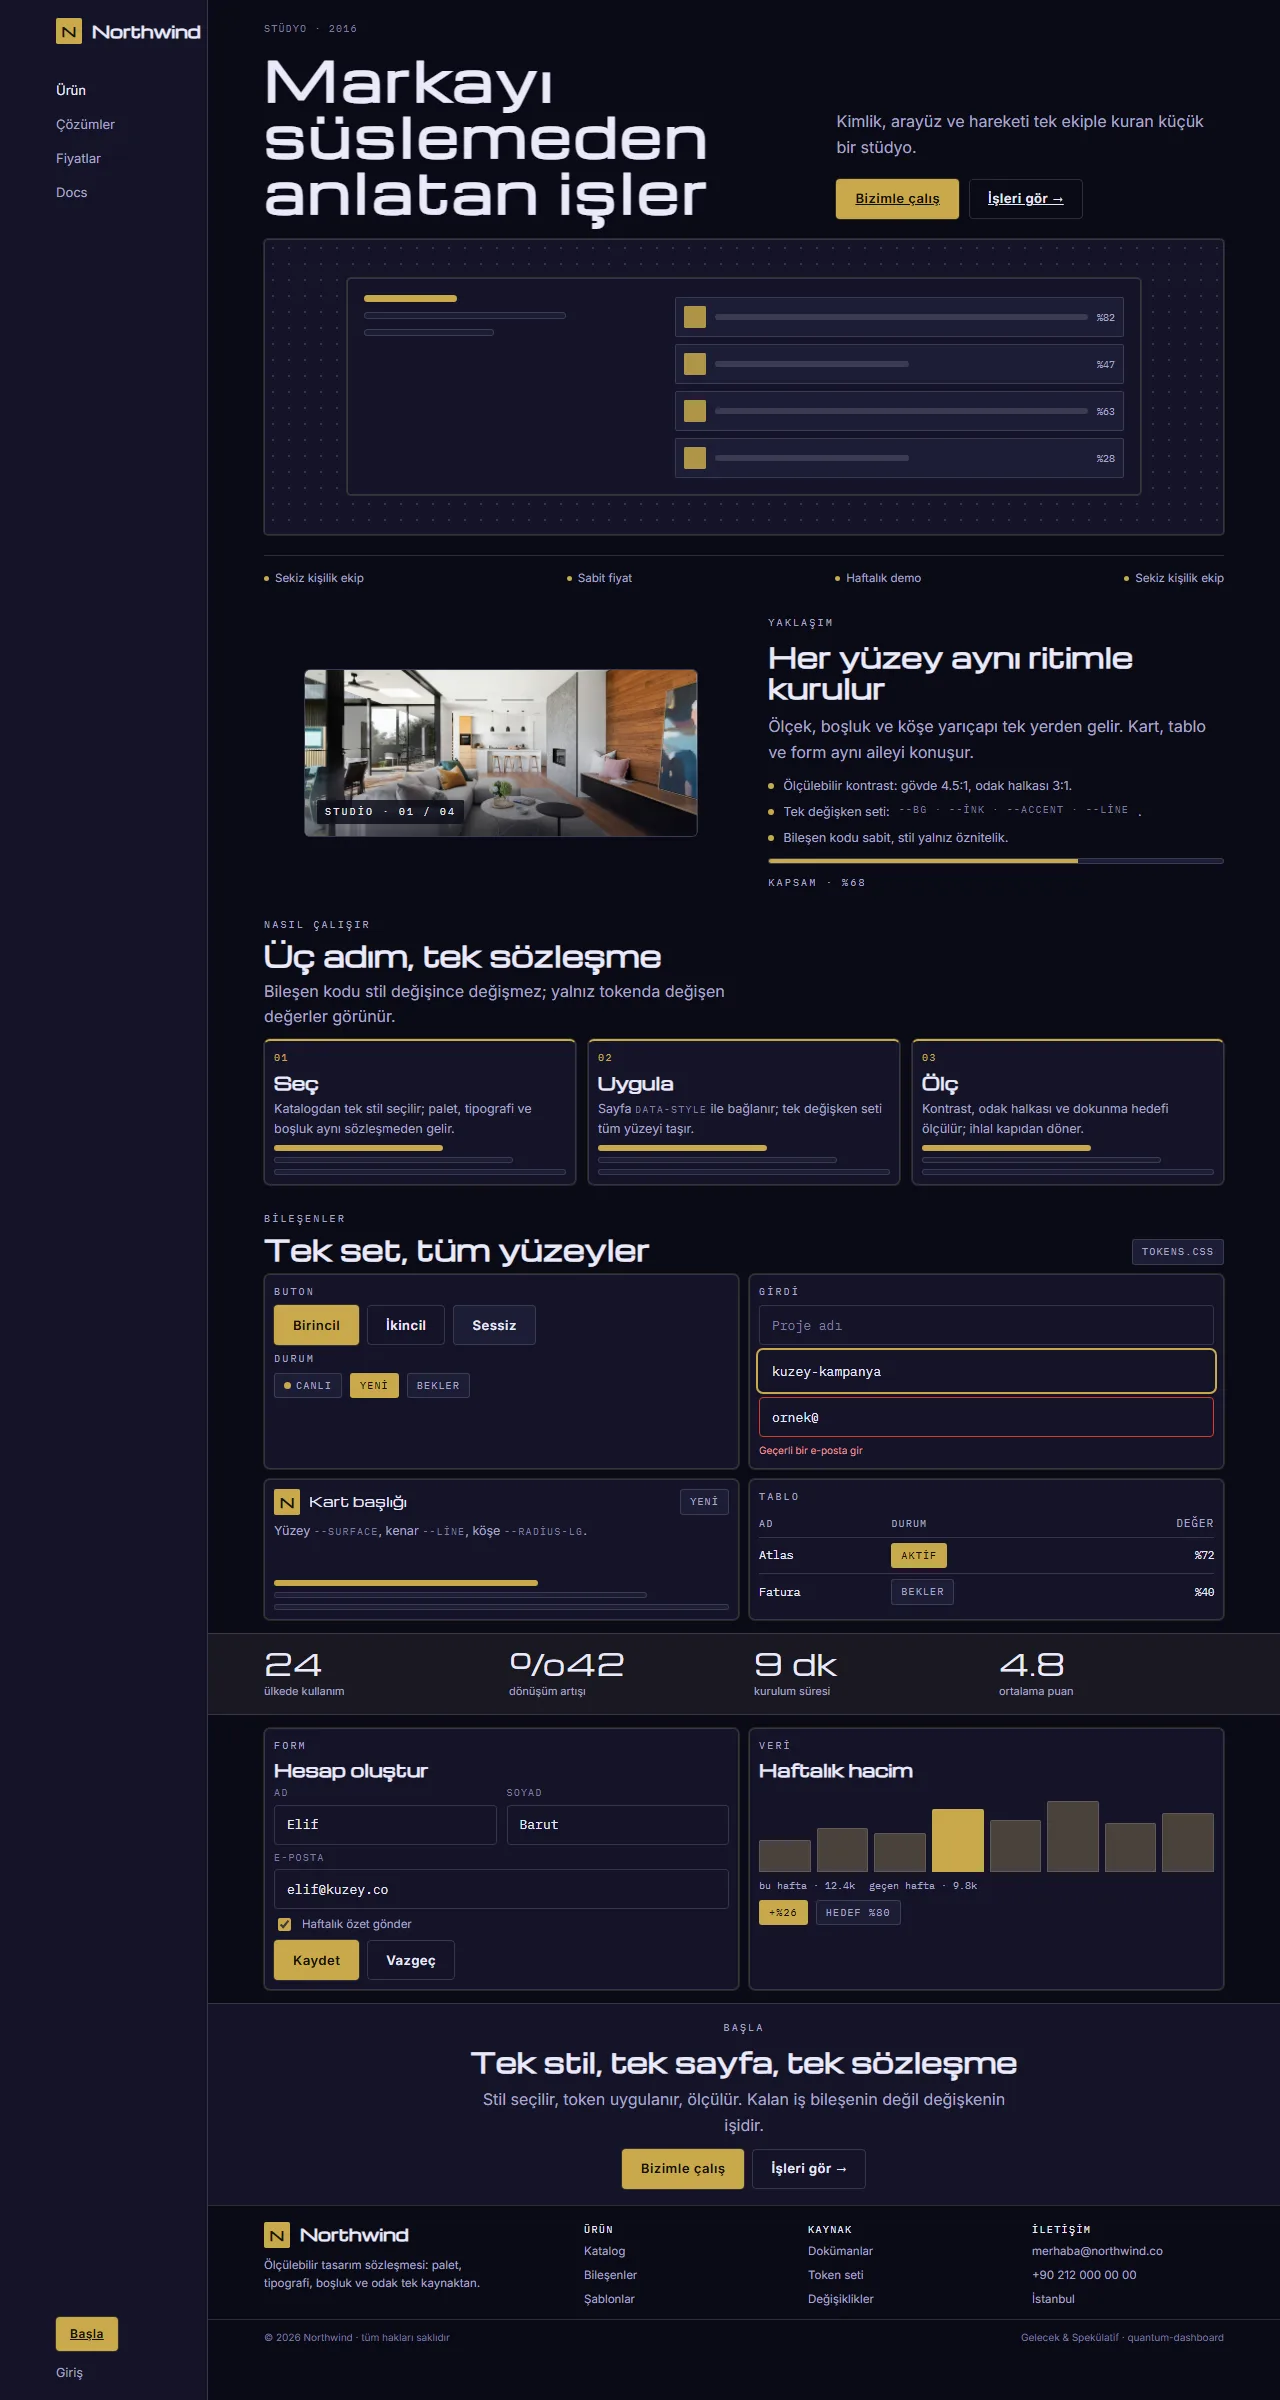 N Northwind
Ürün
Çözümler
Fiyatlar
Docs
Başla
Giriş
STÜDYO · 2016
Markayı
süslemeden
anlatan işler
Kimlik, arayüz ve hareketi tek ekiple kuran küçük
bir stüdyo.
Bizimle çalış
İşleri gör →
%82
%47
%63
%28
Sekiz kişilik ekip
Sabit fiyat
Haftalık demo
Sekiz kişilik ekip
STUDİO · 01 / 04
YAKLAŞIM
Her yüzey aynı ritimle
kurulur
Ölçek, boşluk ve köşe yarıçapı tek yerden gelir. Kart, tablo
ve form aynı aileyi konuşur.
Ölçülebilir kontrast: gövde 4.5:1, odak halkası 3:1.
Tek değişken seti: --BG · --İNK · --ACCENT · --LİNE .
Bileşen kodu sabit, stil yalnız öznitelik.
KAPSAM · %68
NASIL ÇALIŞIR
Üç adım, tek sözleşme
Bileşen kodu stil değişince değişmez; yalnız tokenda değişen
değerler görünür.
01
Seç
Katalogdan tek stil seçilir; palet, tipografi ve
boşluk aynı sözleşmeden gelir.
02
Uygula
Sayfa DATA-STYLE ile bağlanır; tek değişken seti
tüm yüzeyi taşır.
03
Ölç
Kontrast, odak halkası ve dokunma hedefi
ölçülür; ihlal kapıdan döner.
BİLEŞENLER
Tek set, tüm yüzeyler
TOKENS.CSS
BUTON
Birincil
İkincil
Sessiz
DURUM
CANLI
YENİ
BEKLER
GİRDİ
Proje adı
kuzey-kampanya
ornek@
Geçerli bir e-posta gir
N Kart başlığı
YENİ
Yüzey --SURFACE, kenar --LİNE, köşe --RADİUS-LG.
TABLO
AD DURUM DEĞER
Atlas AKTİF %72
Fatura BEKLER %40
24
ülkede kullanım
%42
dönüşüm artışı
9 dk
kurulum süresi
4.8
ortalama puan
FORM
Hesap oluştur
AD
SOYAD
Elif
Barut
E-POSTA
elif@kuzey.co
Haftalık özet gönder
Kaydet
Vazgeç
VERİ
Haftalık hacim
bu hafta · 12.4k geçen hafta · 9.8k
+%26
HEDEF %80
BAŞLA
Tek stil, tek sayfa, tek sözleşme
Stil seçilir, token uygulanır, ölçülür. Kalan iş bileşenin değil değişkenin
işidir.
Bizimle çalış
İşleri gör →
N Northwind
Ölçülebilir tasarım sözleşmesi: palet,
tipografi, boşluk ve odak tek kaynaktan.
ÜRÜN
Katalog
Bileşenler
Şablonlar
KAYNAK
Dokümanlar
Token seti
Değişiklikler
İLETİŞİM
merhaba@northwind.co
+90 212 000 00 00
İstanbul
© 2026 Northwind · tüm hakları saklıdır
Gelecek & Spekülatif · quantum-dashboard